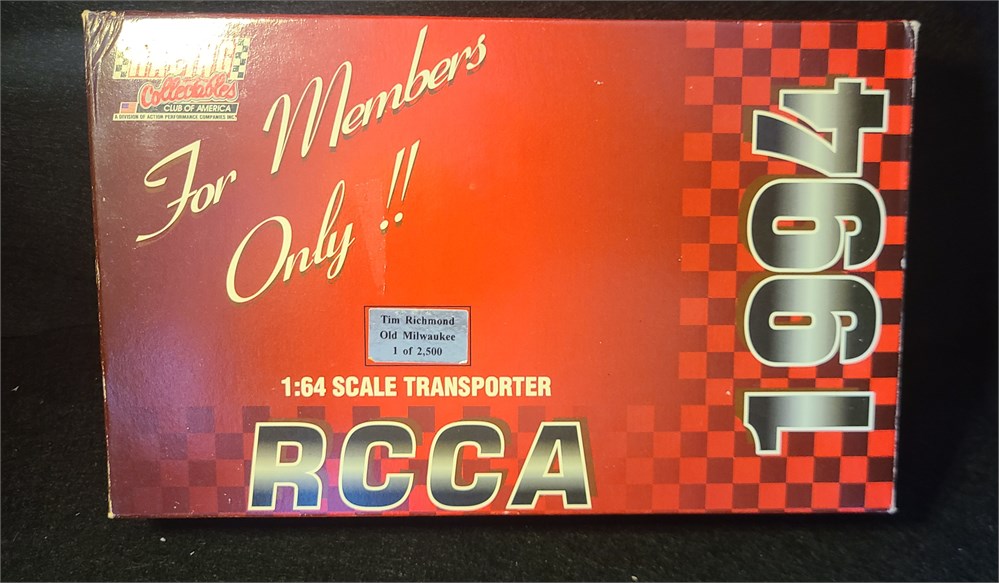 RACING
Collectables
CLUB OF AMERICA
A DIVISION OF ACTION PERFORMANCE COMPANIES INC.
For Members
Only !!
Tim Richmond
Old Milwaukee
1 of 2,500
1:64 SCALE TRANSPORTER
RCCA
1994